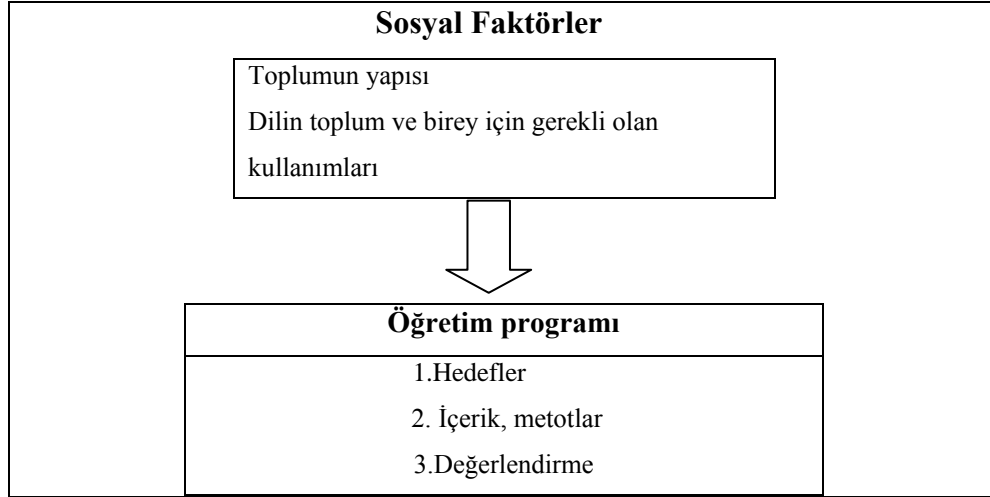 Sosyal Faktörler
Toplumun yapısı
Dilin toplum ve birey için gerekli olan
kullanımları
Öğretim programı
1.Hedefler
2. İçerik, metotlar
3.Değerlendirme